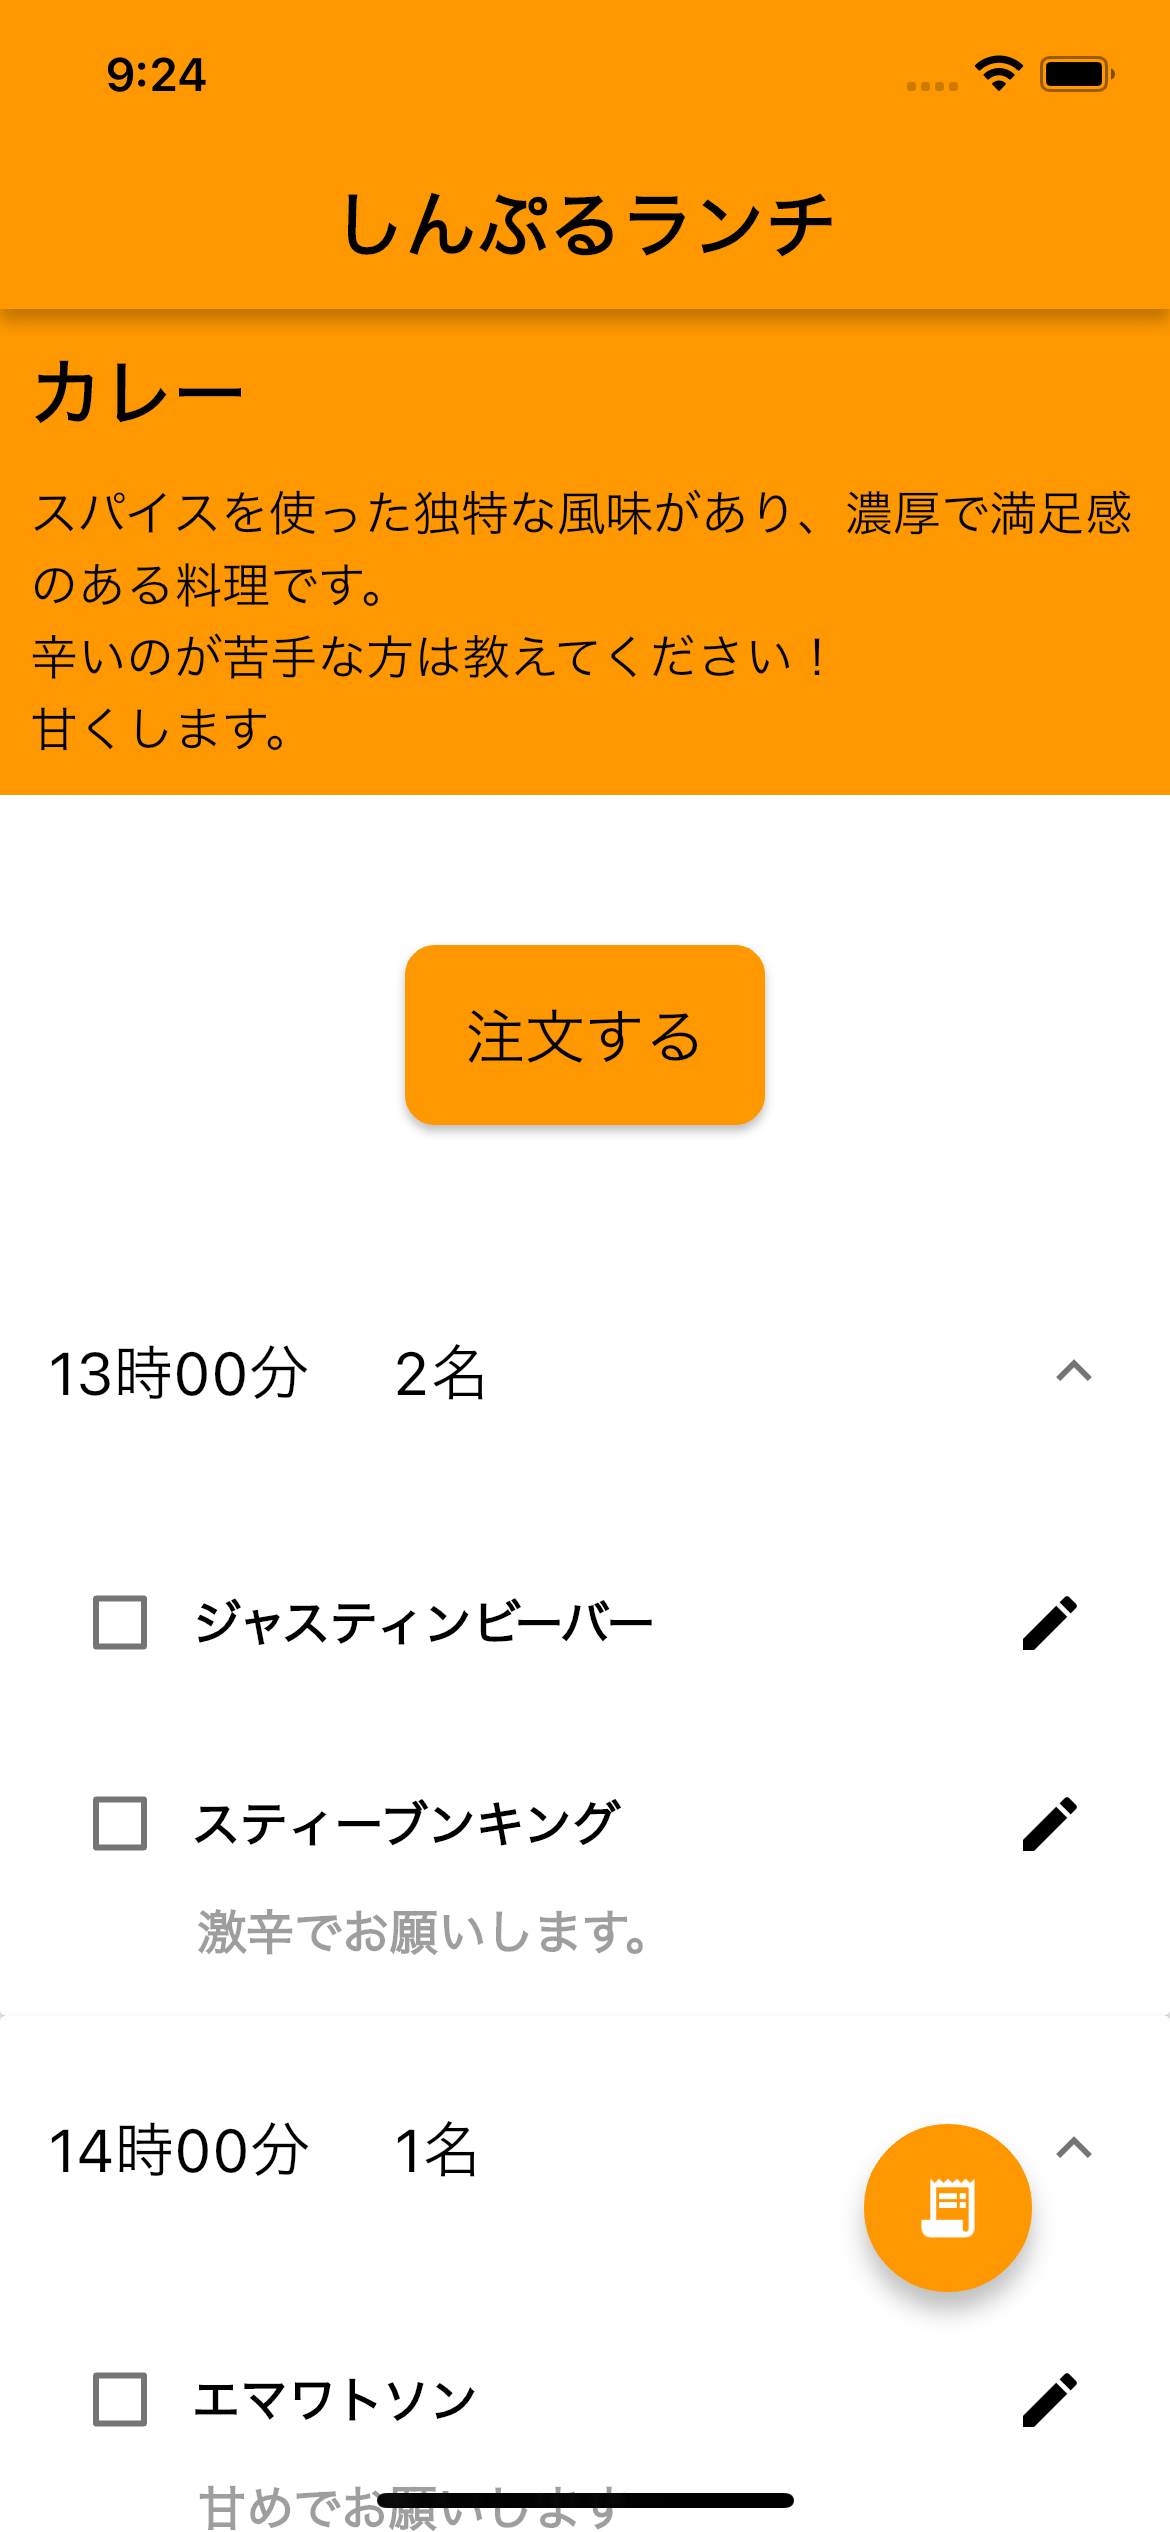 9:24
しんぷるランチ
カレー
スパイスを使った独特な風味があり、濃厚で満足感
のある料理です。
辛いのが苦手な方は教えてください！
甘くします。
注文する
13時00分 2名
ジャスティンビーバー
スティーブンキング
激辛でお願いします。
14時00分 1名
エマワトソン
甘めでお願いします